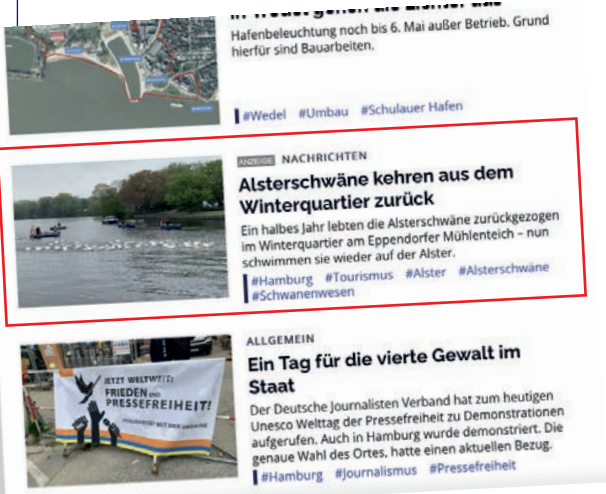 Hafenbeleuchtung noch bis 6. Mai außer Betrieb. Grund
hierfür sind Bauarbeiten.
#Wedel #Umbau #Schulauer Hafen
ANZEIGE NACHRICHTEN
Alsterschwäne kehren aus dem
Winterquartier zurück
Ein halbes Jahr lebten die Alsterschwäne zurückgezogen
im Winterquartier am Eppendorfer Mühlenteich – nun
schwimmen sie wieder auf der Alster.
#Hamburg #Tourismus #Alster #Alsterschwäne
#Schwanenwesen
JETZT WELTWEIT:
FRIEDEN UND
PRESSEFREIHEIT!
SOLIDARITÄT MIT DER UKRAINE
ALLGEMEIN
Ein Tag für die vierte Gewalt im
Staat
Der Deutsche Journalisten Verband hat zum heutigen
Unesco Welttag der Pressefreiheit zu Demonstrationen
aufgerufen. Auch in Hamburg wurde demonstriert. Die
genaue Wahl des Ortes, hatte einen aktuellen Bezug.
#Hamburg #Journalismus #Pressefreiheit